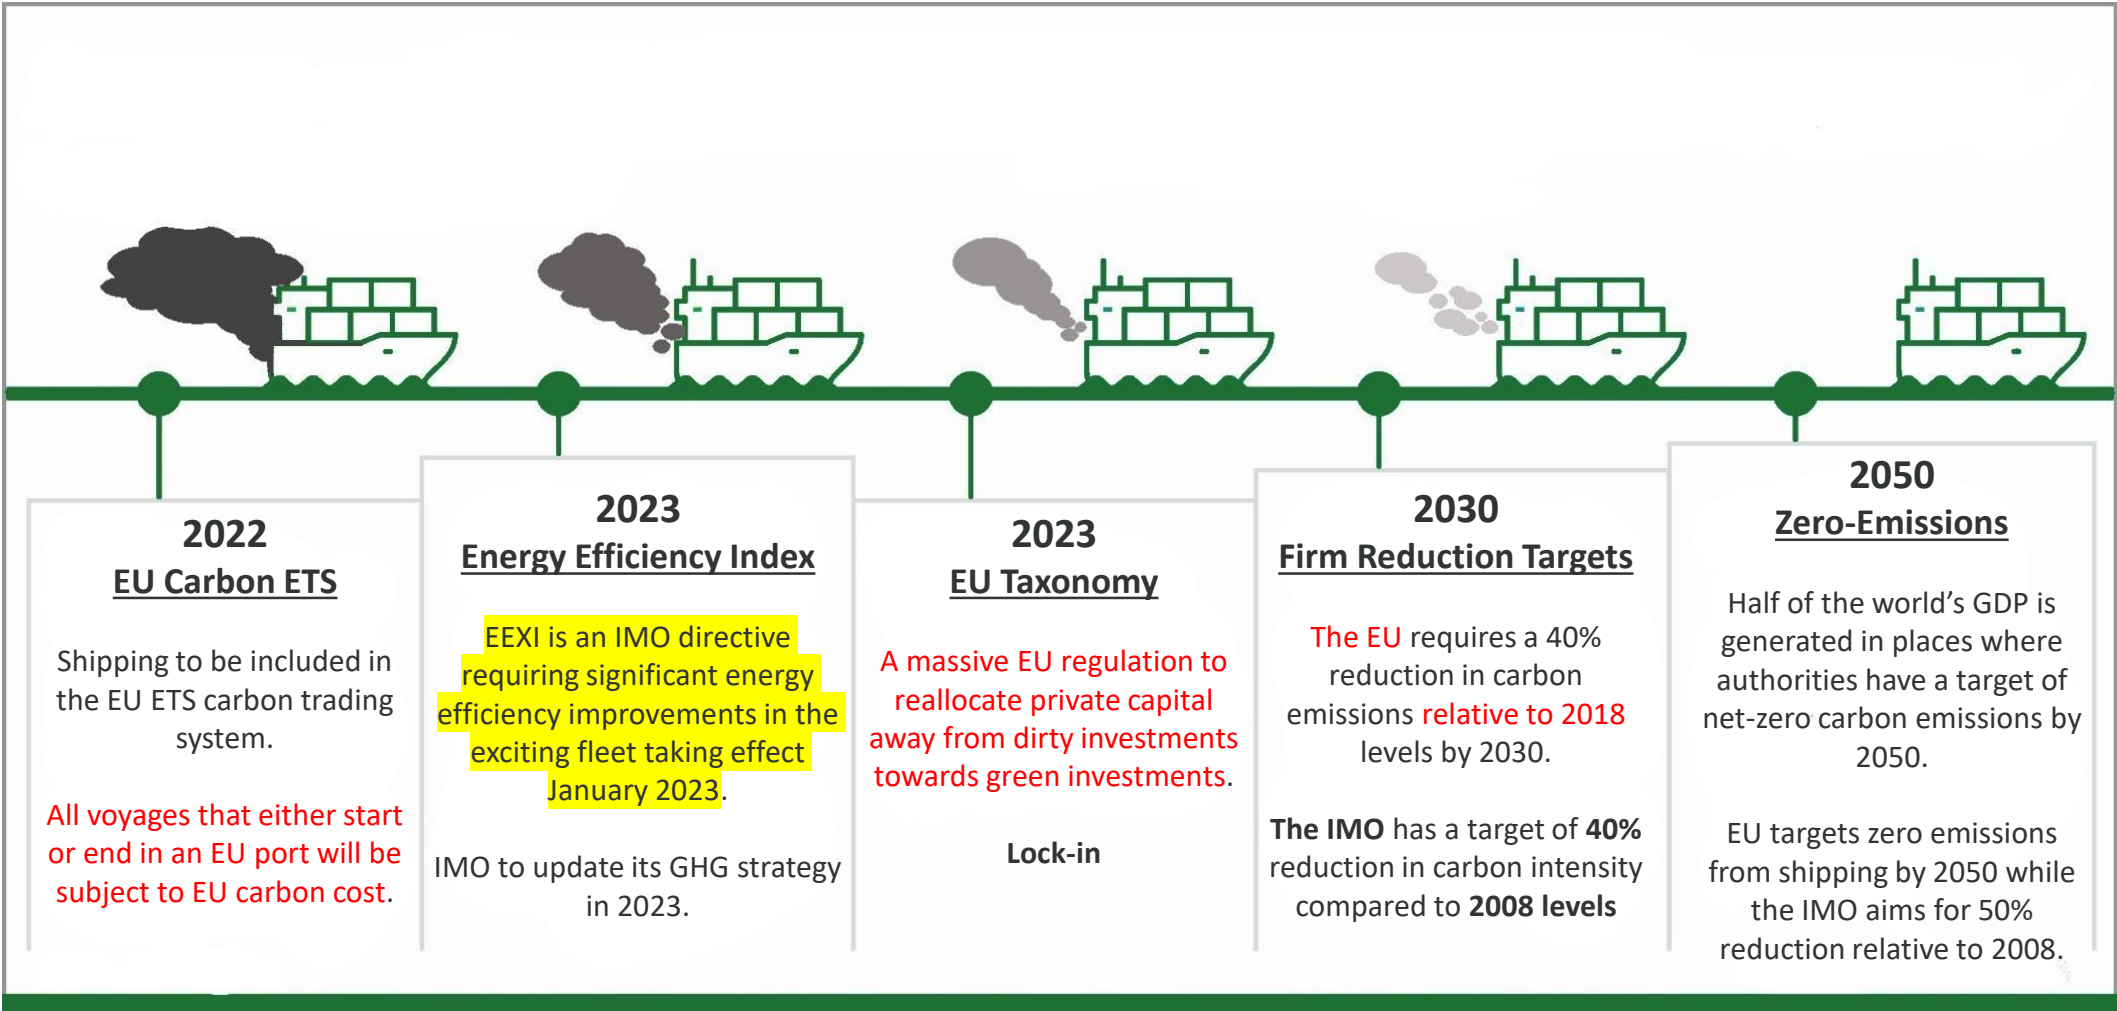 2022
EU Carbon ETS
Shipping to be included in
the EU ETS carbon trading
system.
All voyages that either start
or end in an EU port will be
subject to EU carbon cost.
2023
Energy Efficiency Index
EEXI is an IMO directive
requiring significant energy
efficiency improvements in the
exciting fleet taking effect
January 2023.
IMO to update its GHG strategy
in 2023.
2023
EU Taxonomy
A massive EU regulation to
reallocate private capital
away from dirty investments
towards green investments.
Lock-in
2030
Firm Reduction Targets
The EU requires a 40%
reduction in carbon
emissions relative to 2018
levels by 2030.
The IMO has a target of 40%
reduction in carbon intensity
compared to 2008 levels
2050
Zero-Emissions
Half of the world’s GDP is
generated in places where
authorities have a target of
net-zero carbon emissions by
2050.
EU targets zero emissions
from shipping by 2050 while
the IMO aims for 50%
reduction relative to 2008.